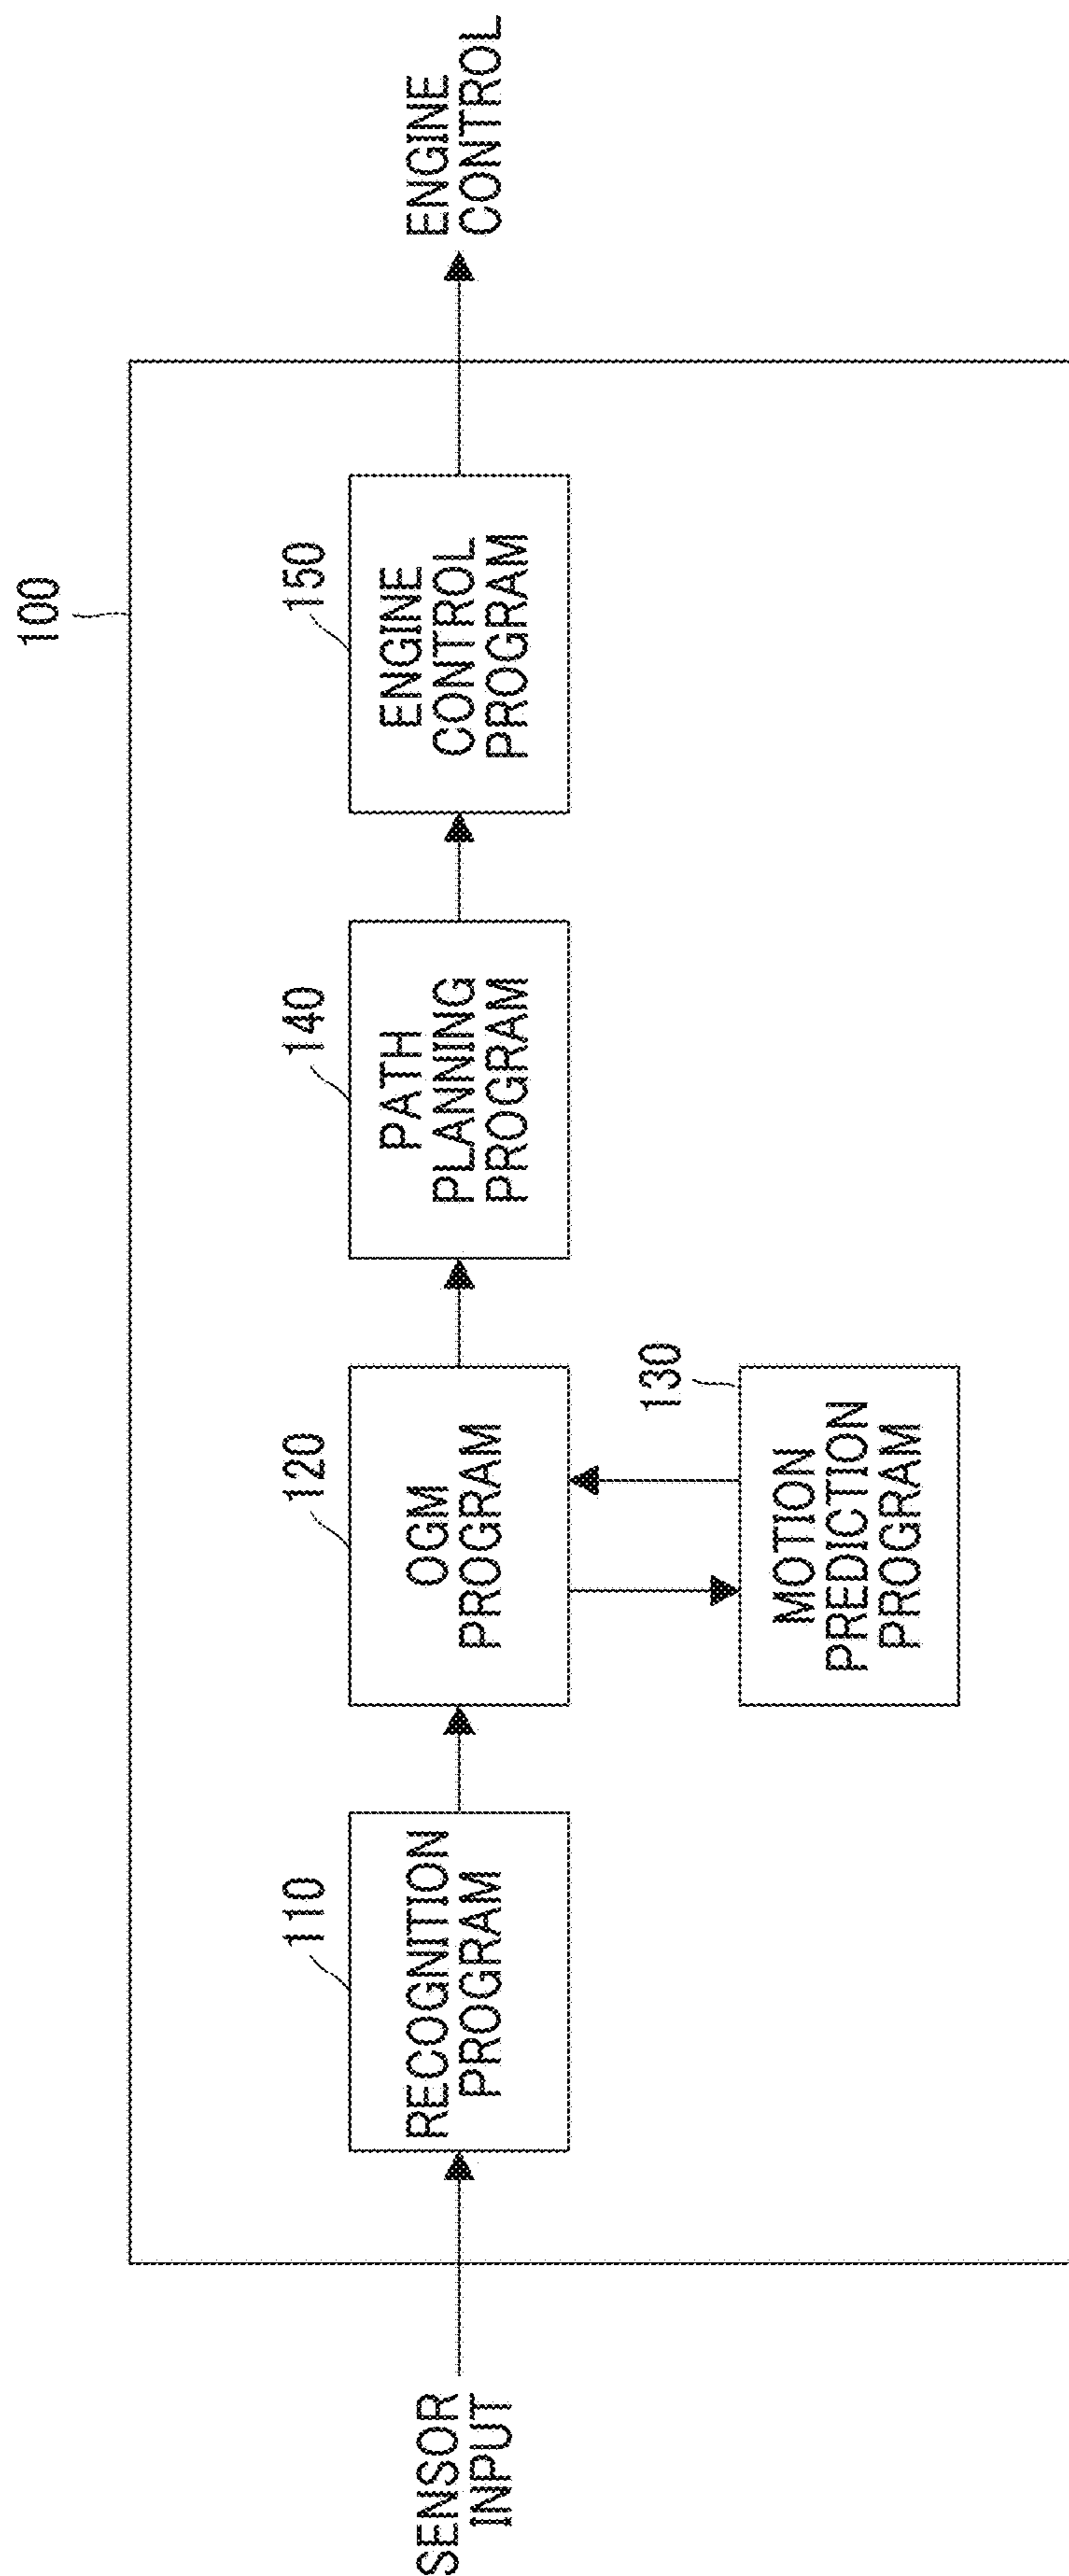 100
SENSOR
INPUT
110
RECOGNITION
PROGRAM
120
OGM
PROGRAM
130
MOTION
PREDICTION
PROGRAM
140
PATH
PLANNING
PROGRAM
150
ENGINE
CONTROL
PROGRAM
ENGINE
CONTROL